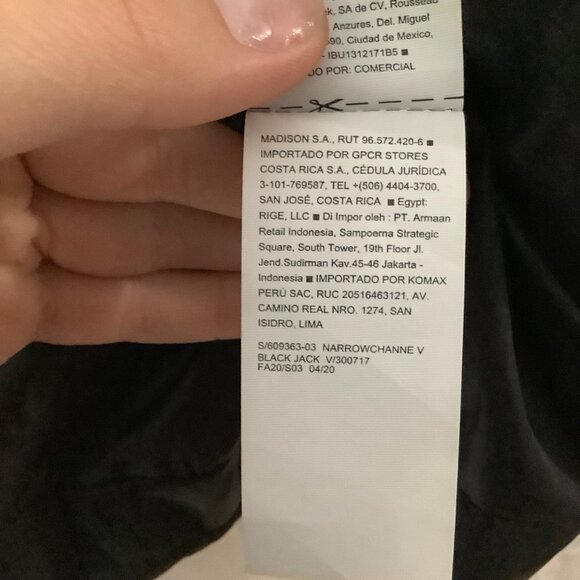 SA de CV, Rousseau
Anzures, Del. Miguel
Ciudad de Mexico,
- IBU1312171B5 ■
POR: COMERCIAL
MADISON S.A., RUT 96.572.420-6 ■
IMPORTADO POR GPCR STORES
COSTA RICA S.A., CÉDULA JURÍDICA
3-101-769587, TEL +(506) 4404-3700,
SAN JOSÉ, COSTA RICA ■ Egypt:
RIGE, LLC ■ Di Impor oleh : PT. Armaan
Retail Indonesia, Sampoerna Strategic
Square, South Tower, 19th Floor Jl.
Jend.Sudirman Kav.45-46 Jakarta -
Indonesia ■ IMPORTADO POR KOMAX
PERÚ SAC, RUC 20516463121, AV.
CAMINO REAL NRO. 1274, SAN
ISIDRO, LIMA
S/609363-03 NARROWCHANNE V
BLACK JACK V/300717
FA20/S03 04/20